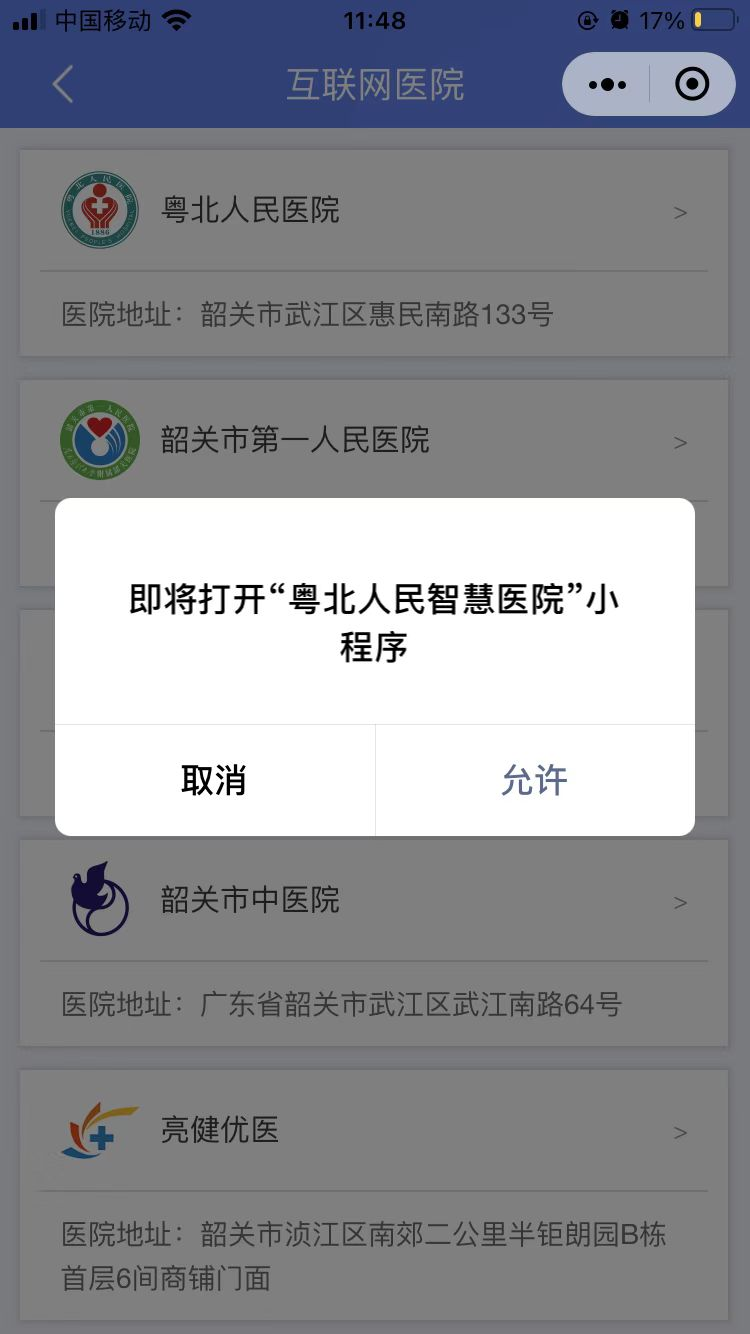 中国移动
11:48
17%
互联网医院
粤北人民医院
1886
>
医院地址：韶关市武江区惠民南路133号
韶关市第一人民医院
>
即将打开“粤北人民智慧医院”小
程序
取消
允许
韶关市中医院
>
医院地址：广东省韶关市武江区武江南路64号
亮健优医
>
医院地址：韶关市浈江区南郊二公里半钜朗园B栋
首层6间商铺门面